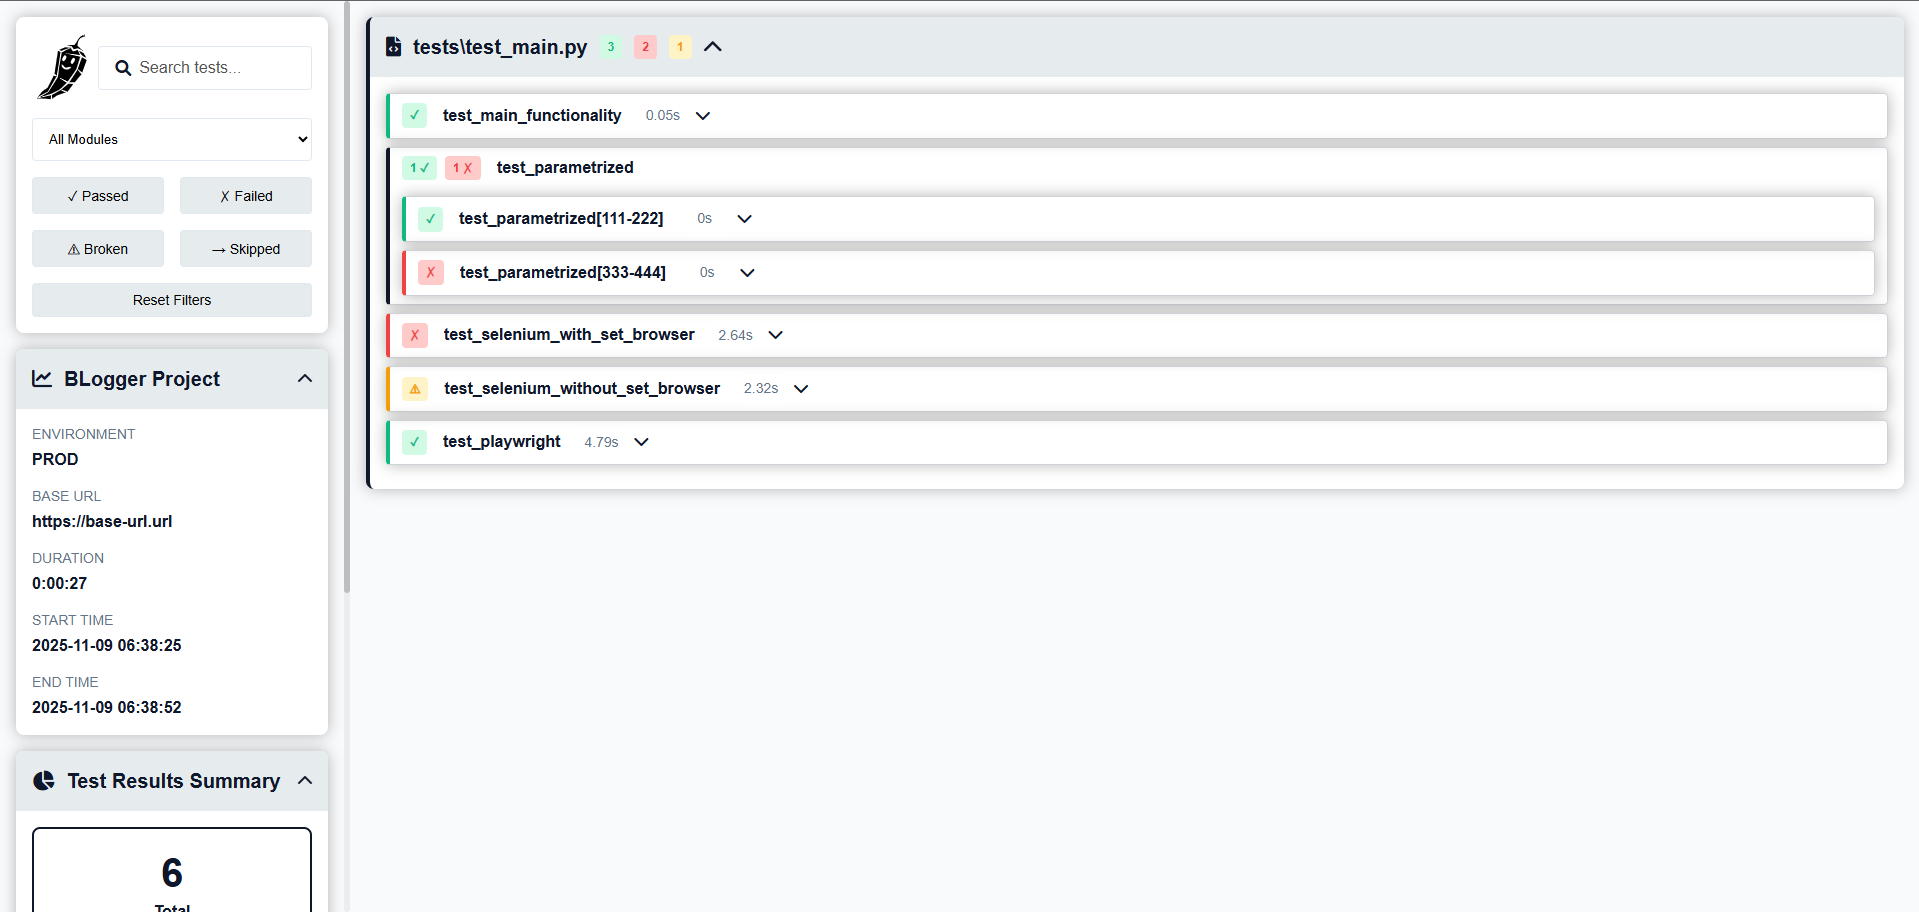 Search tests...
All Modules
✓ Passed
✗ Failed
⚠ Broken
→ Skipped
Reset Filters
BLogger Project
ENVIRONMENT
PROD
BASE URL
https://base-url.url
DURATION
0:00:27
START TIME
2025-11-09 06:38:25
END TIME
2025-11-09 06:38:52
Test Results Summary
6
Total
tests\test_main.py 3 2 1
✓ test_main_functionality 0.05s
1 ✓ 1 ✗ test_parametrized
✓ test_parametrized[111-222] 0s
✗ test_parametrized[333-444] 0s
✗ test_selenium_with_set_browser 2.64s
⚠ test_selenium_without_set_browser 2.32s
✓ test_playwright 4.79s